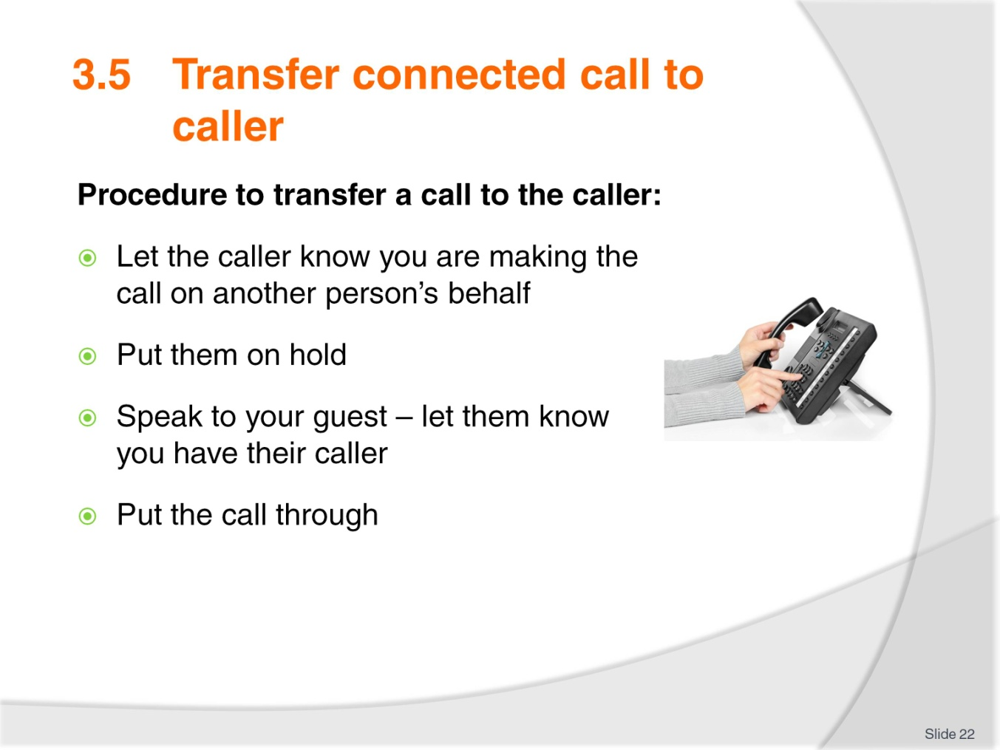 3.5 Transfer connected call to
caller
Procedure to transfer a call to the caller:
Let the caller know you are making the
call on another person’s behalf
Put them on hold
Speak to your guest – let them know
you have their caller
Put the call through
Slide 22